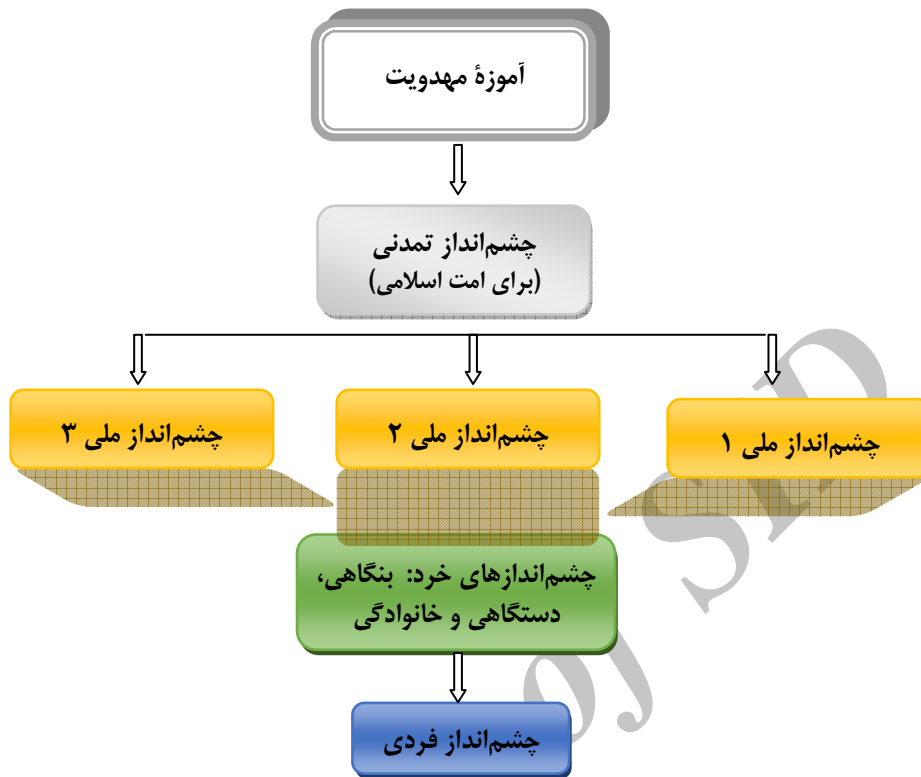 آموزهٔ مهدویت
چشم‌انداز تمدنی
(برای امت اسلامی)
چشم‌انداز ملی ۱
چشم‌انداز ملی ۲
چشم‌انداز ملی ۳
چشم‌اندازهای خرد: بنگاهی،
دستگاهی و خانوادگی
چشم‌انداز فردی